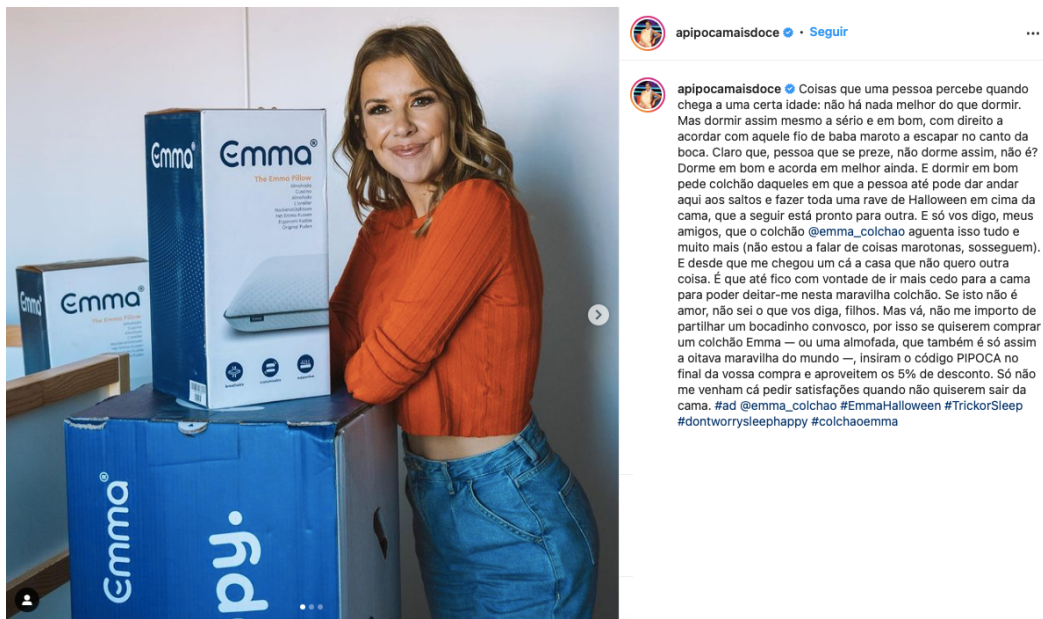 apipocamaisdoce • Seguir
apipocamaisdoce Coisas que uma pessoa percebe quando
chega a uma certa idade: não há nada melhor do que dormir.
Mas dormir assim mesmo a sério e em bom, com direito a
acordar com aquele fio de baba maroto a escapar no canto da
boca. Claro que, pessoa que se preze, não dorme assim, não é?
Dorme em bom e acorda em melhor ainda. E dormir em bom
pede colchão daqueles em que a pessoa até pode dar andar
aqui aos saltos e fazer toda uma rave de Halloween em cima da
cama, que a seguir está pronto para outra. E só vos digo, meus
amigos, que o colchão @emma_colchao aguenta isso tudo e
muito mais (não estou a falar de coisas marotonas, sosseguem).
E desde que me chegou um cá a casa que não quero outra
coisa. É que até fico com vontade de ir mais cedo para a cama
para poder deitar-me nesta maravilha colchão. Se isto não é
amor, não sei o que vos diga, filhos. Mas vá, não me importo de
partilhar um bocadinho convosco, por isso se quiserem comprar
um colchão Emma — ou uma almofada, que também é só assim
a oitava maravilha do mundo —, insiram o código PIPOCA no
final da vossa compra e aproveitem os 5% de desconto. Só não
me venham cá pedir satisfações quando não quiserem sair da
cama. #ad @emma_colchao #EmmaHalloween #TrickorSleep
#dontworrysleephappy #colchaoemma
Emma
Emma®
The Emma Pillow
Almofada
Original Puden
Emma
Emma®
The Emma Pillow
Emma®
ppy.